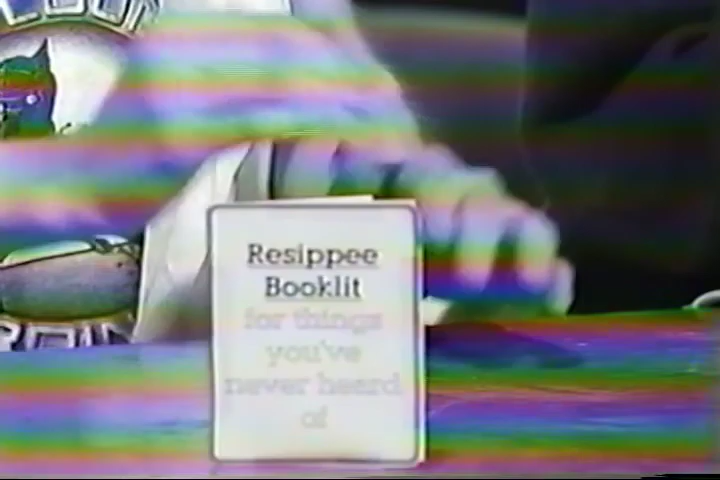 Resippee
Booklit
for things
you've
never heard
of